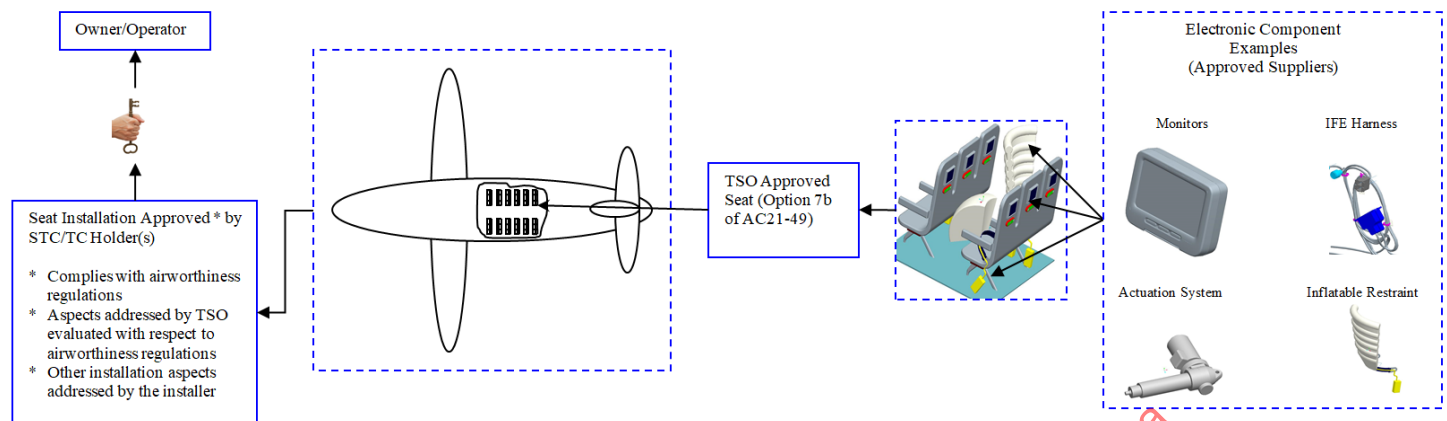 Owner/Operator
Seat Installation Approved * by
STC/TC Holder(s)
* Complies with airworthiness
regulations
* Aspects addressed by TSO
evaluated with respect to
airworthiness regulations
* Other installation aspects
addressed by the installer
TSO Approved
Seat (Option 7b
of AC21-49)
Electronic Component
Examples
(Approved Suppliers)
Monitors
IFE Harness
Actuation System
Inflatable Restraint